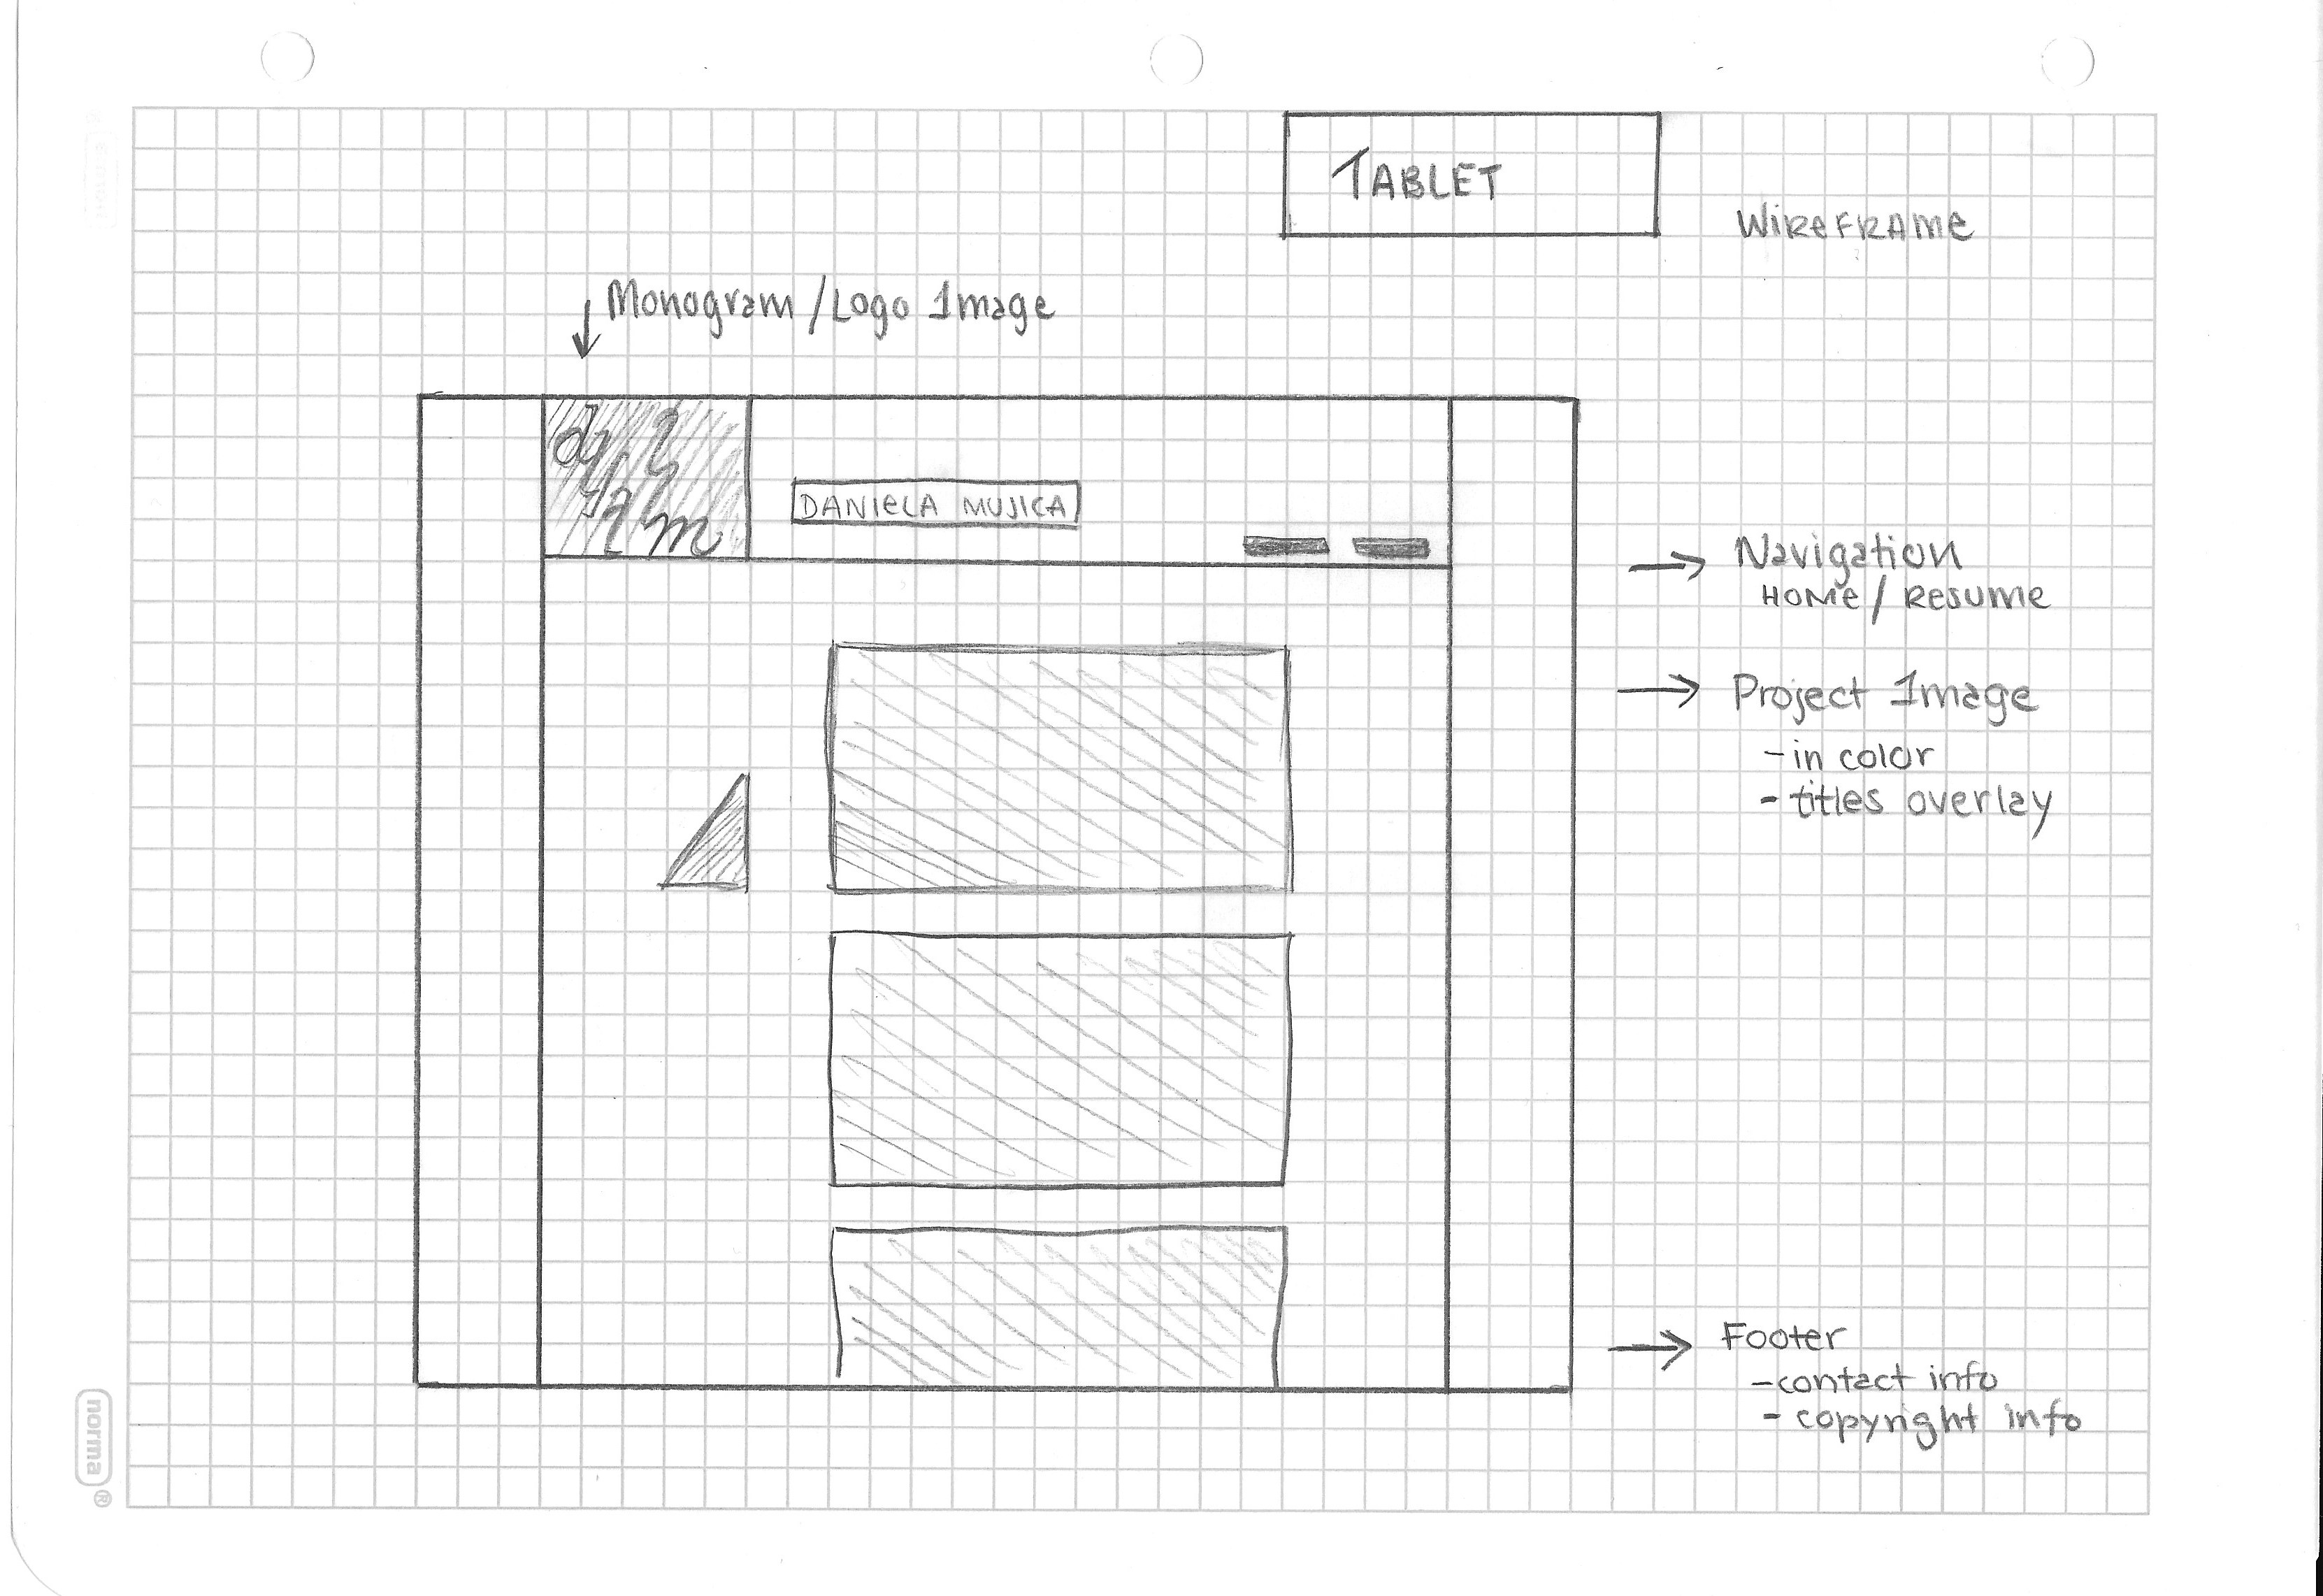 TABLET
WIREFRAME
Monogram / Logo Image
DANIELA MUJICA
Navigation
HOME / RESUME
Project Image
- in color
- titles overlay
Footer
- contact info
- copyright info
norma ®